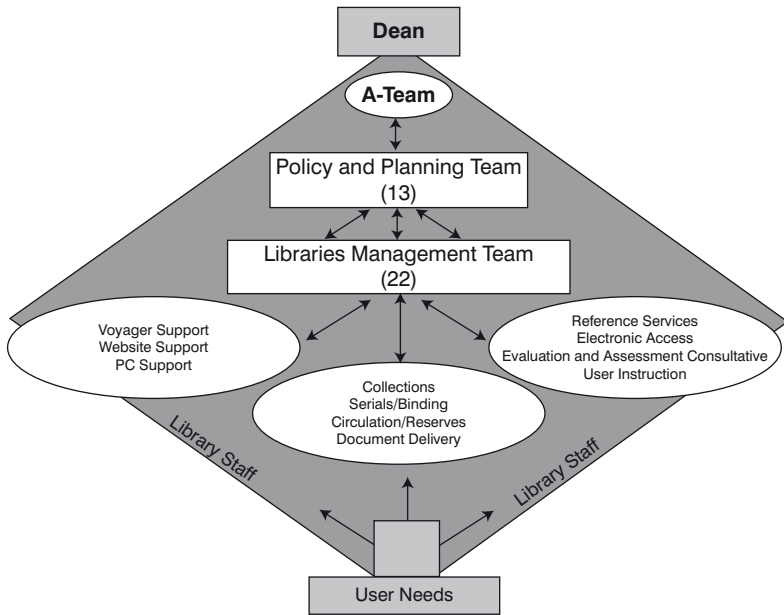 Dean
A-Team
Policy and Planning Team
(13)
Libraries Management Team
(22)
Voyager Support
Website Support
PC Support
Reference Services
Electronic Access
Evaluation and Assessment Consultative
User Instruction
Collections
Serials/Binding
Circulation/Reserves
Document Delivery
Library Staff
Library Staff
User Needs